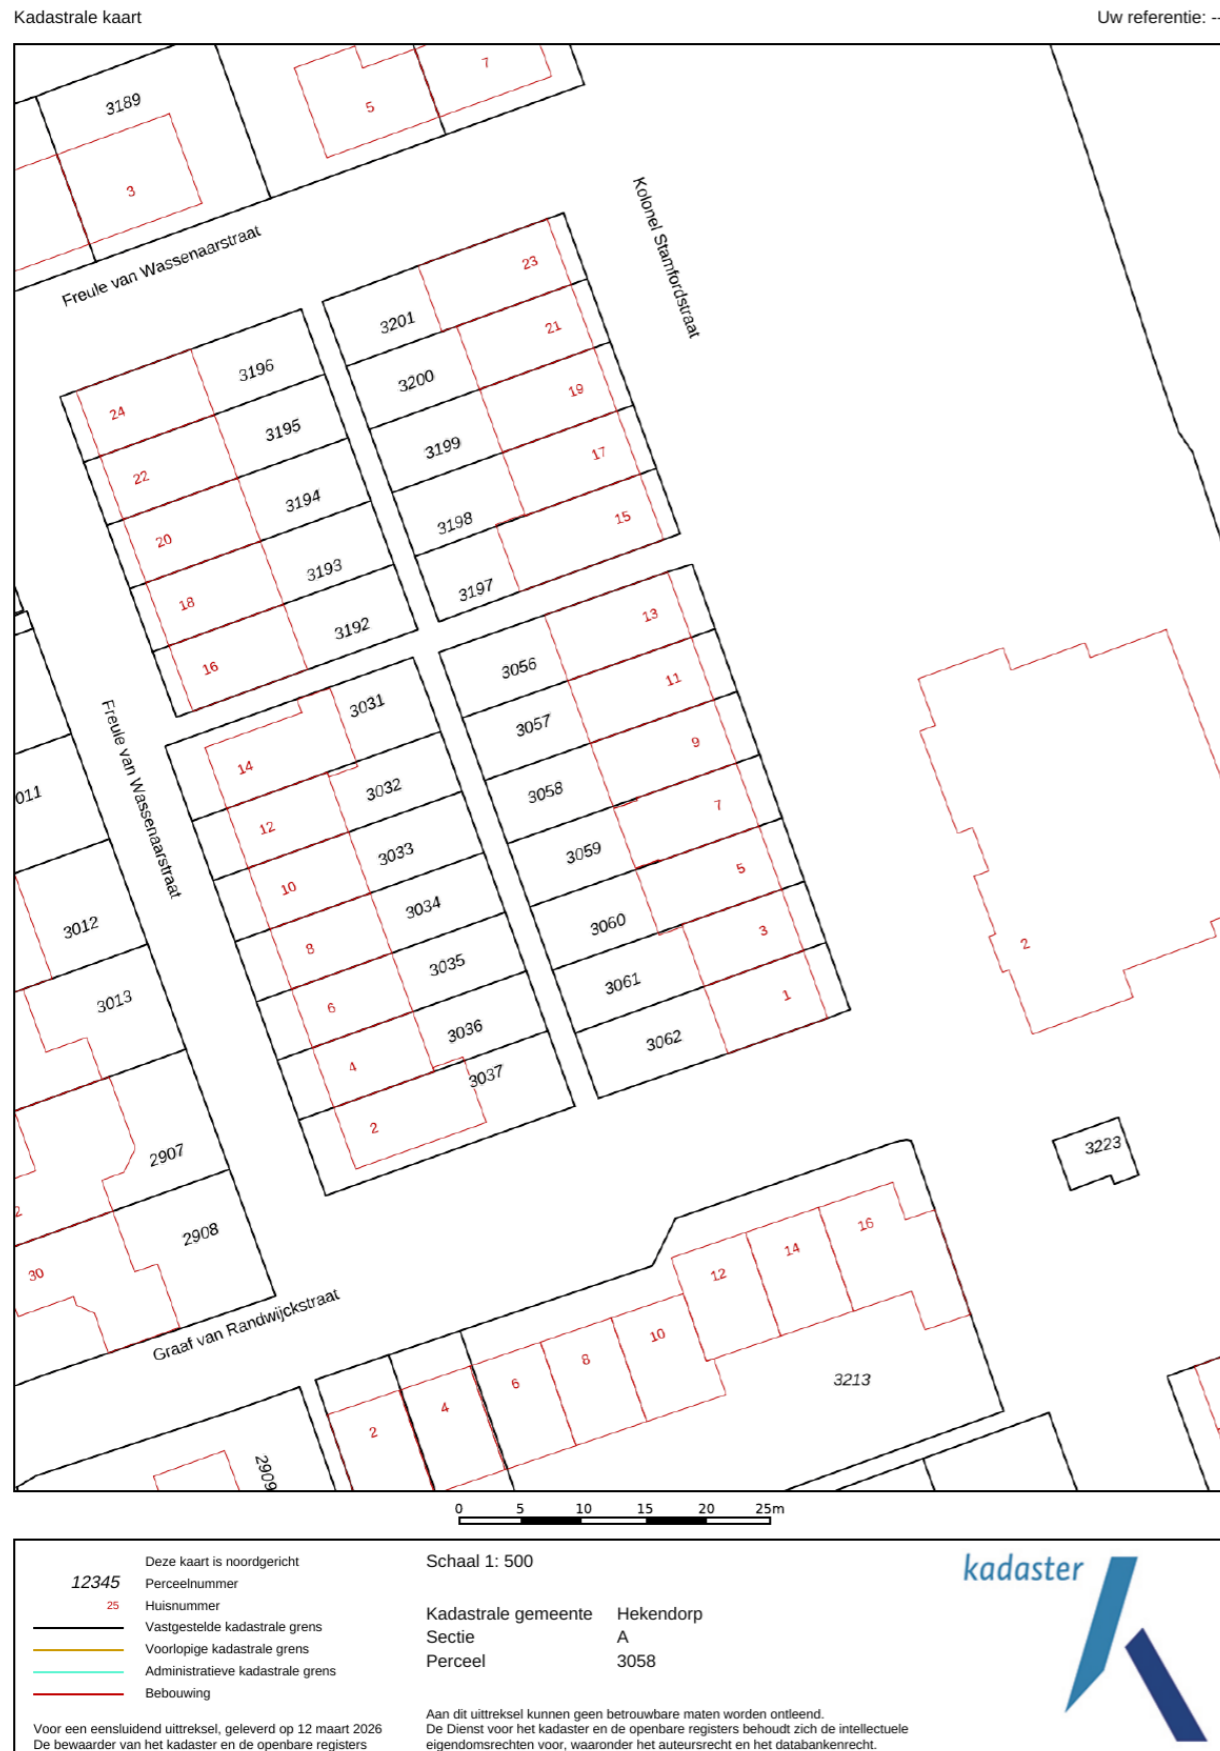 Kadastrale kaart
Uw referentie: --
3189
5
7
3
Freule van Wassenaarstraat
Kolonel Stamfordstraat
23
3201
21
3200
3196
24
19
3199
3195
22
17
3198
3194
20
15
3197
3193
18
13
3192
16
3056
11
3031
3057
14
9
3032
3058
12
7
Freule van Wassenaarstraat
011
3033
3059
10
5
3034
3060
8
3
3012
2
3035
3061
6
1
3013
3036
3062
4
3037
2
2907
3223
2
2908
16
14
12
30
Graaf van Randwijckstraat
10
8
6
4
2
3213
2909
0 5 10 15 20 25m
Deze kaart is noordgericht
12345 Perceelnummer
25 Huisnummer
Vastgestelde kadastrale grens
Voorlopige kadastrale grens
Administratieve kadastrale grens
Bebouwing
Voor een eensluidend uittreksel, geleverd op 12 maart 2026
De bewaarder van het kadaster en de openbare registers
Schaal 1: 500
Kadastrale gemeente Hekendorp
Sectie A
Perceel 3058
Aan dit uittreksel kunnen geen betrouwbare maten worden ontleend.
De Dienst voor het kadaster en de openbare registers behoudt zich de intellectuele
eigendomsrechten voor, waaronder het auteursrecht en het databankenrecht.
kadaster